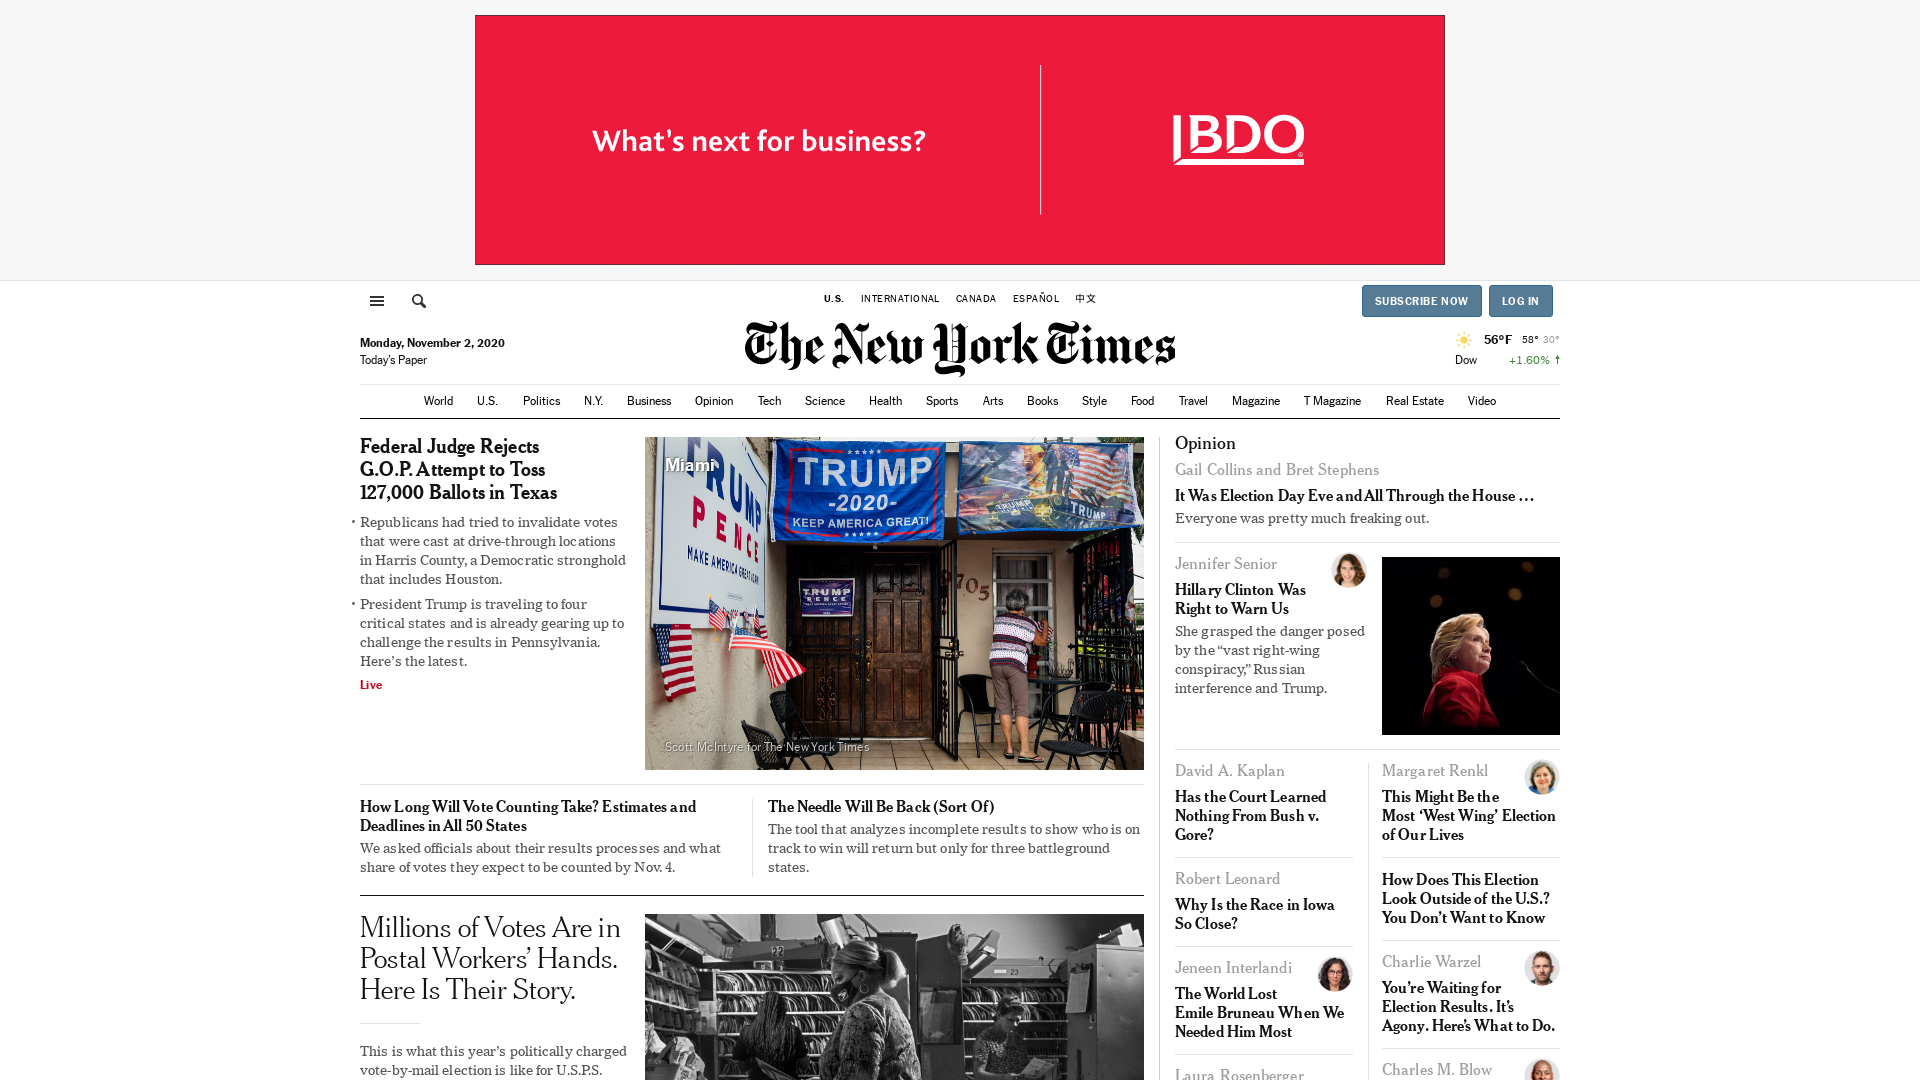 What's next for business?
BDO
U.S. INTERNATIONAL CANADA ESPAÑOL 中文
SUBSCRIBE NOW LOG IN
Monday, November 2, 2020
Today's Paper
The New York Times
56°F 58° 30°
Dow +1.60% ↑
World U.S. Politics N.Y. Business Opinion Tech Science Health Sports Arts Books Style Food Travel Magazine T Magazine Real Estate Video
Federal Judge Rejects
G.O.P. Attempt to Toss
127,000 Ballots in Texas
Republicans had tried to invalidate votes
that were cast at drive-through locations
in Harris County, a Democratic stronghold
that includes Houston.
President Trump is traveling to four
critical states and is already gearing up to
challenge the results in Pennsylvania.
Here's the latest.
Live
Miami
TRUMP
PENCE
MAKE AMERICA GREAT AGAIN
TRUMP
-2020-
KEEP AMERICA GREAT!
TRUMP
TRUMP
PENCE
9705
Scott McIntyre for The New York Times
How Long Will Vote Counting Take? Estimates and
Deadlines in All 50 States
We asked officials about their results processes and what
share of votes they expect to be counted by Nov. 4.
The Needle Will Be Back (Sort Of)
The tool that analyzes incomplete results to show who is on
track to win will return but only for three battleground
states.
Millions of Votes Are in
Postal Workers' Hands.
Here Is Their Story.
This is what this year's politically charged
vote-by-mail election is like for U.S.P.S.
22
23
Opinion
Gail Collins and Bret Stephens
It Was Election Day Eve and All Through the House …
Everyone was pretty much freaking out.
Jennifer Senior
Hillary Clinton Was
Right to Warn Us
She grasped the danger posed
by the “vast right-wing
conspiracy,” Russian
interference and Trump.
David A. Kaplan
Has the Court Learned
Nothing From Bush v.
Gore?
Robert Leonard
Why Is the Race in Iowa
So Close?
Jeneen Interlandi
The World Lost
Emile Bruneau When We
Needed Him Most
Laura Rosenberger
Margaret Renkl
This Might Be the
Most ‘West Wing’ Election
of Our Lives
How Does This Election
Look Outside of the U.S.?
You Don't Want to Know
Charlie Warzel
You're Waiting for
Election Results. It's
Agony. Here's What to Do.
Charles M. Blow